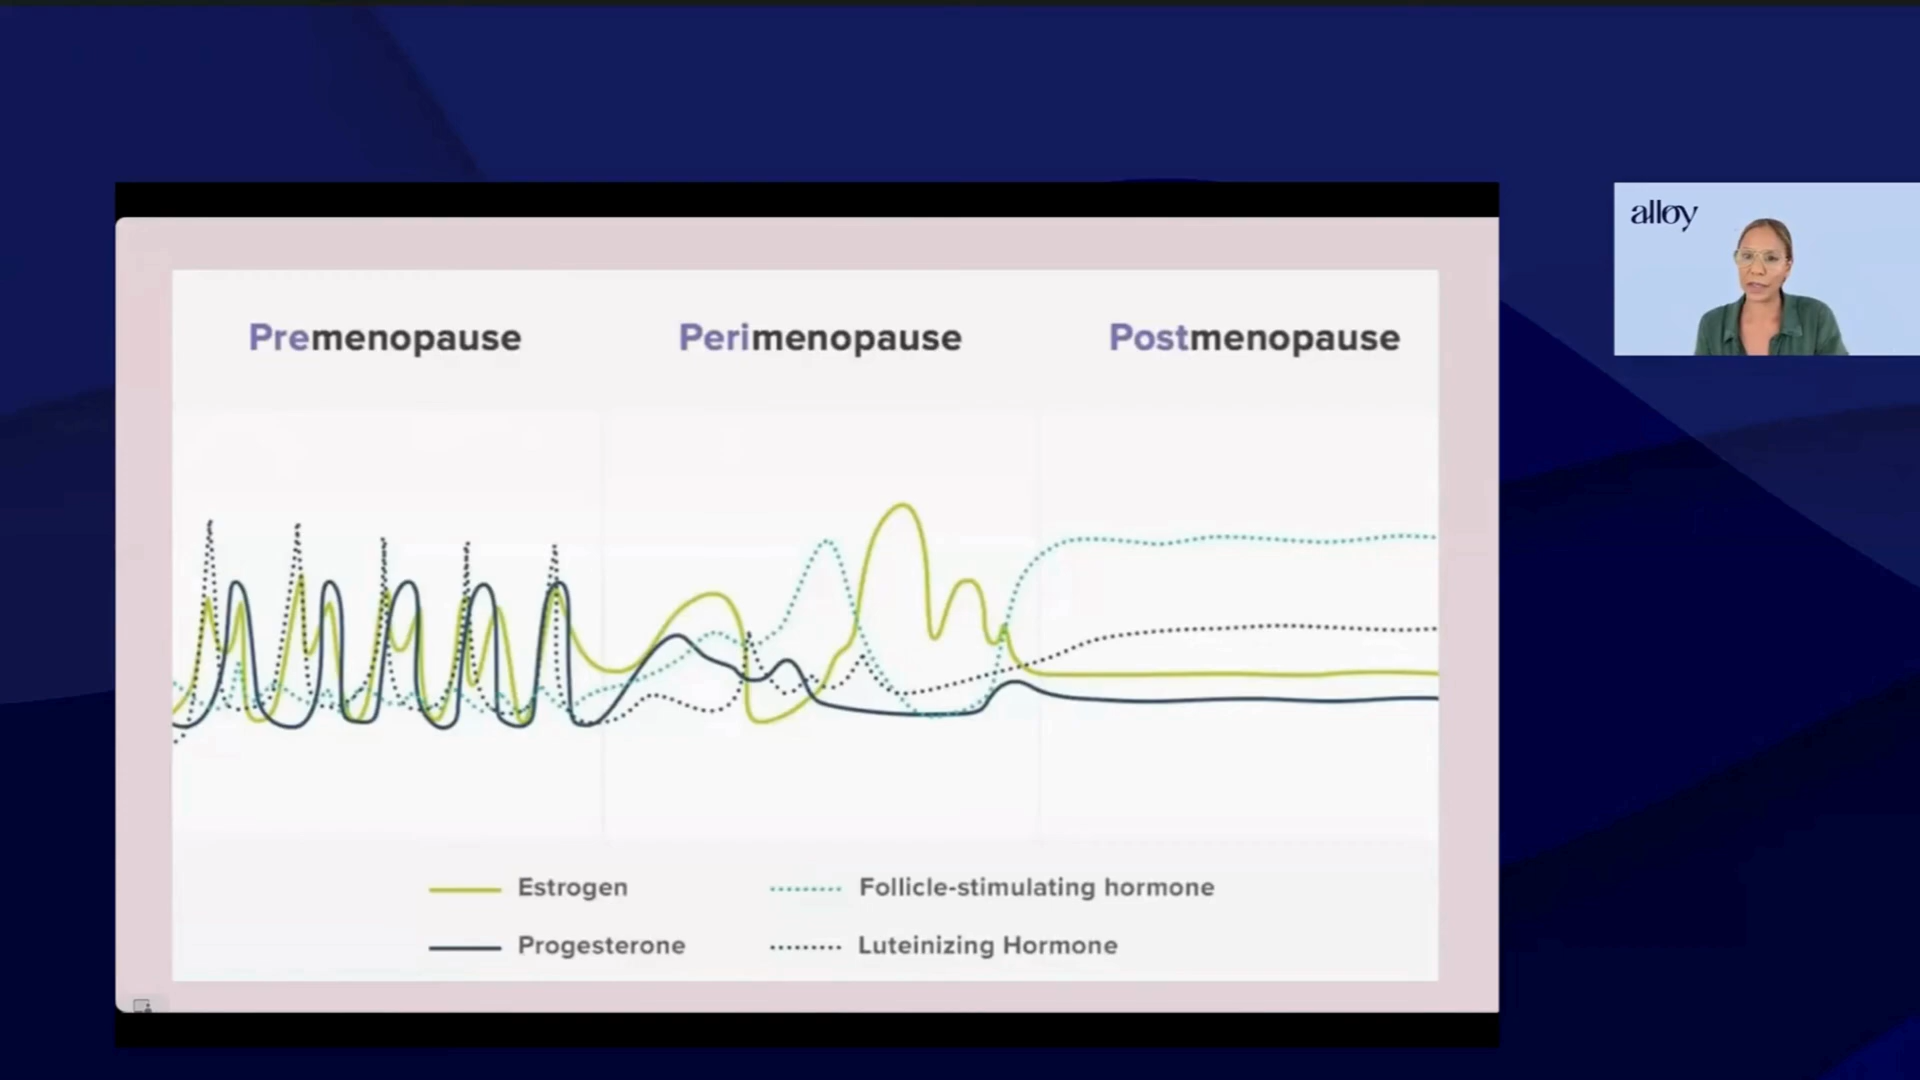 alloy
Premenopause
Perimenopause
Postmenopause
Estrogen
Follicle-stimulating hormone
Progesterone
Luteinizing Hormone